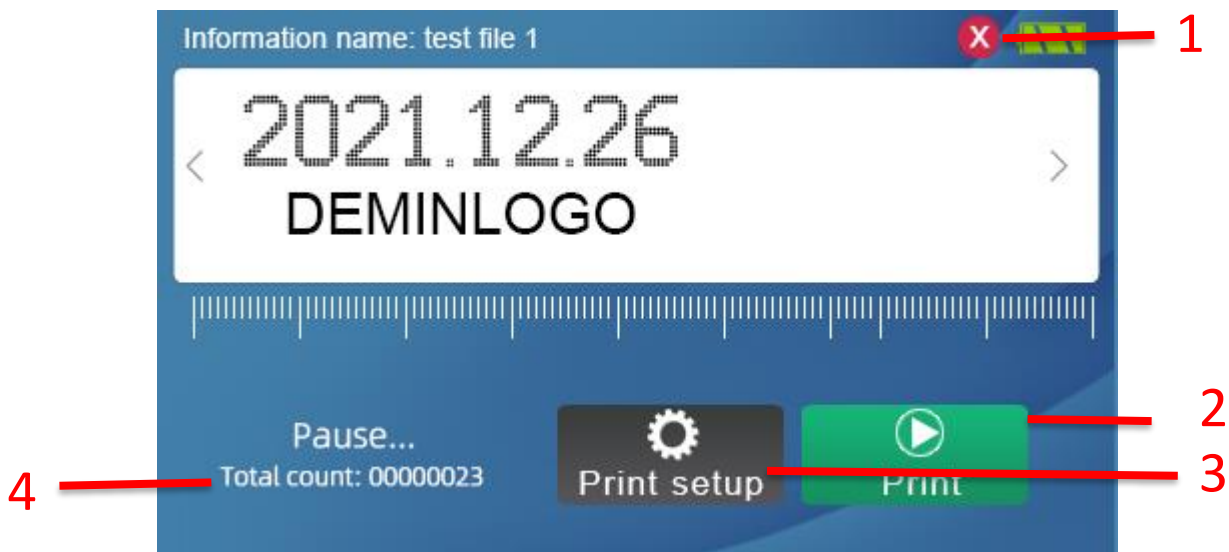 Information name: test file 1
X
1
2021.12.26
DEMINLOGO
Pause...
Total count: 00000023
Print setup
Print
2
3
4